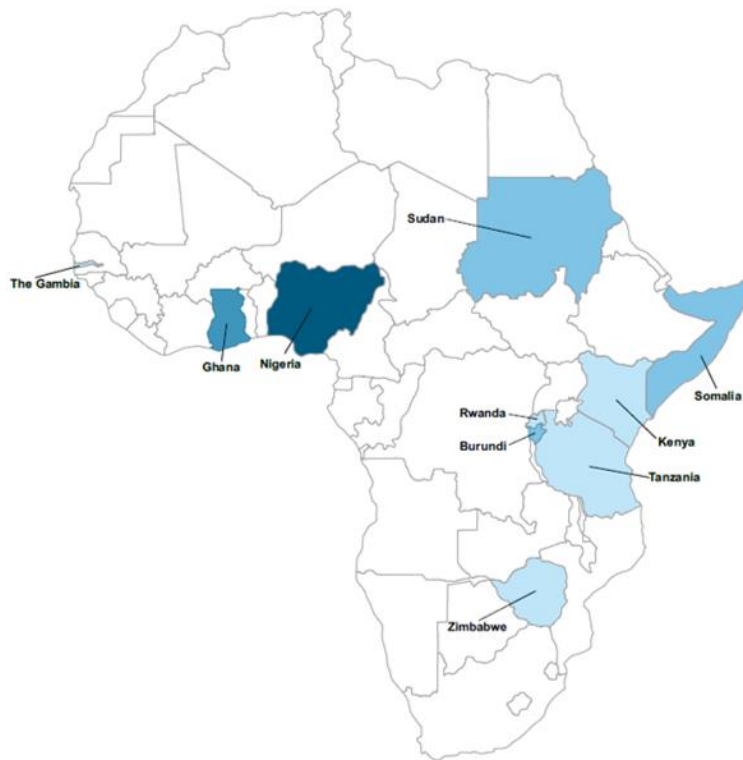 Sudan
The Gambia
Ghana
Nigeria
Somalia
Rwanda
Kenya
Burundi
Tanzania
Zimbabwe